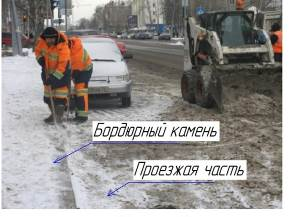 Бордюрный камень
Проезжая часть